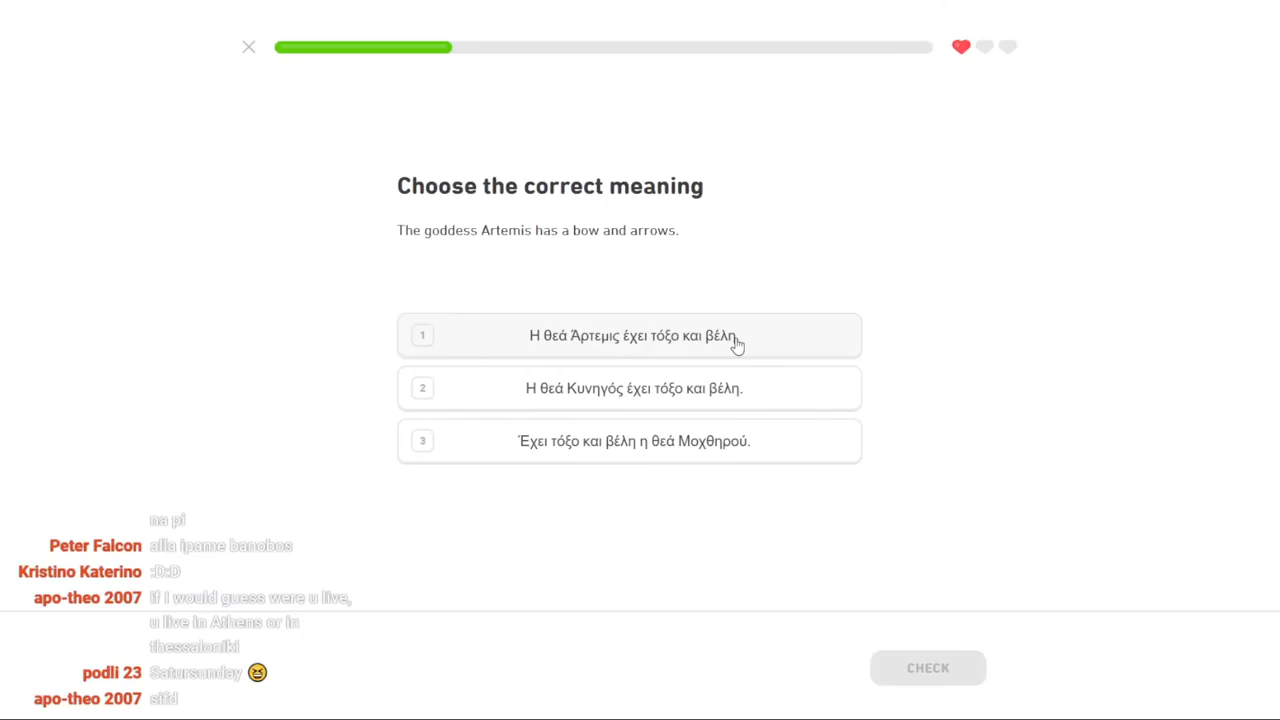 Choose the correct meaning
The goddess Artemis has a bow and arrows.
1 Η θεά Άρτεμις έχει τόξο και βέλη.
2 Η θεά Κυνηγός έχει τόξο και βέλη.
3 Έχει τόξο και βέλη η θεά Μοχθηρού.
na pi
Peter Falcon alla ipame banobos
Kristino Katerino :D:D
apo-theo 2007 If I would guess were u live,
u live in Athens or in
thessaloniki
podli 23 Satursunday 😆
apo-theo 2007 sifd
CHECK